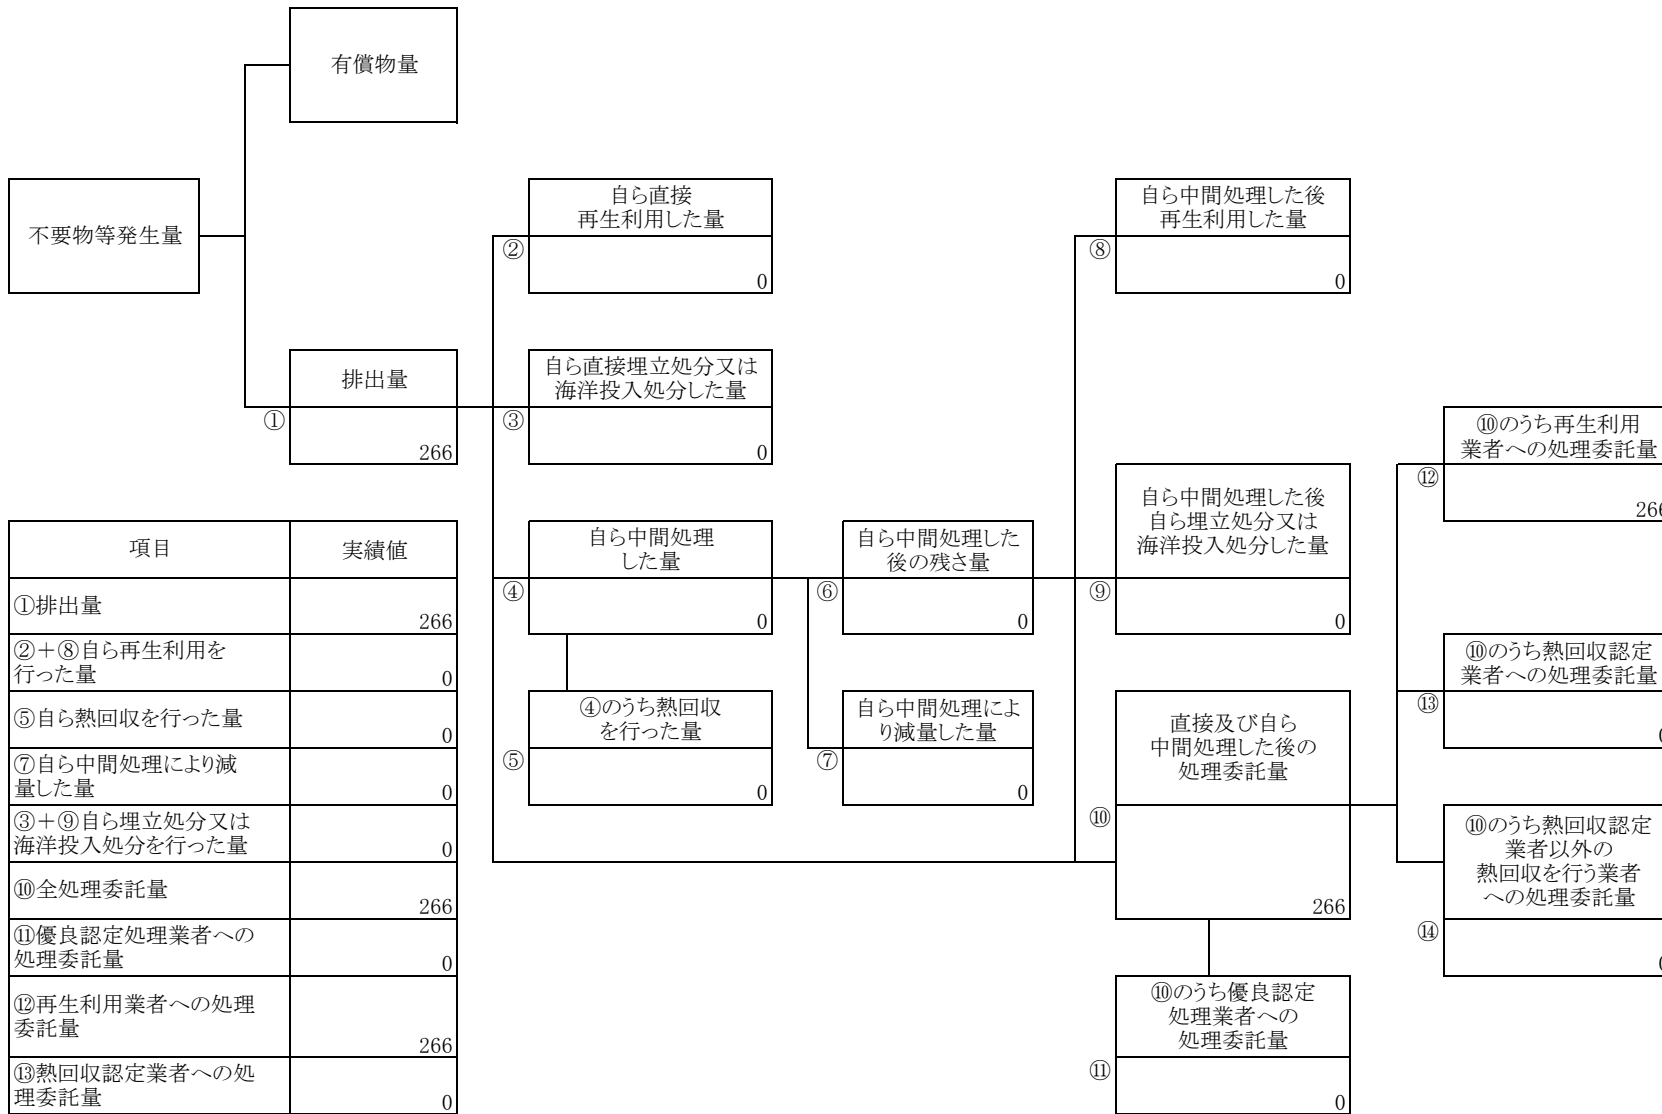 有償物量
不要物等発生量
自ら直接
再生利用した量
②
0
自ら中間処理した後
再生利用した量
⑧
0
排出量
①
266
自ら直接埋立処分又は
海洋投入処分した量
③
0
⑩のうち再生利用
業者への処理委託量
⑫
266
自ら中間処理
した量
④
0
自ら中間処理した
後の残さ量
⑥
0
自ら中間処理した後
自ら埋立処分又は
海洋投入処分した量
⑨
0
⑩のうち熱回収認定
業者への処理委託量
⑬
0
④のうち熱回収
を行った量
⑤
0
自ら中間処理によ
り減量した量
⑦
0
直接及び自ら
中間処理した後の
処理委託量
⑩
266
⑩のうち熱回収認定
業者以外の
熱回収を行う業者
への処理委託量
⑭
0
⑩のうち優良認定
処理業者への
処理委託量
⑪
0
項目 実績値
①排出量
266
②+⑧自ら再生利用を
行った量
0
⑤自ら熱回収を行った量
0
⑦自ら中間処理により減
量した量
0
③+⑨自ら埋立処分又は
海洋投入処分を行った量
0
⑩全処理委託量
266
⑪優良認定処理業者への
処理委託量
0
⑫再生利用業者への処理
委託量
266
⑬熱回収認定業者への処
理委託量
0